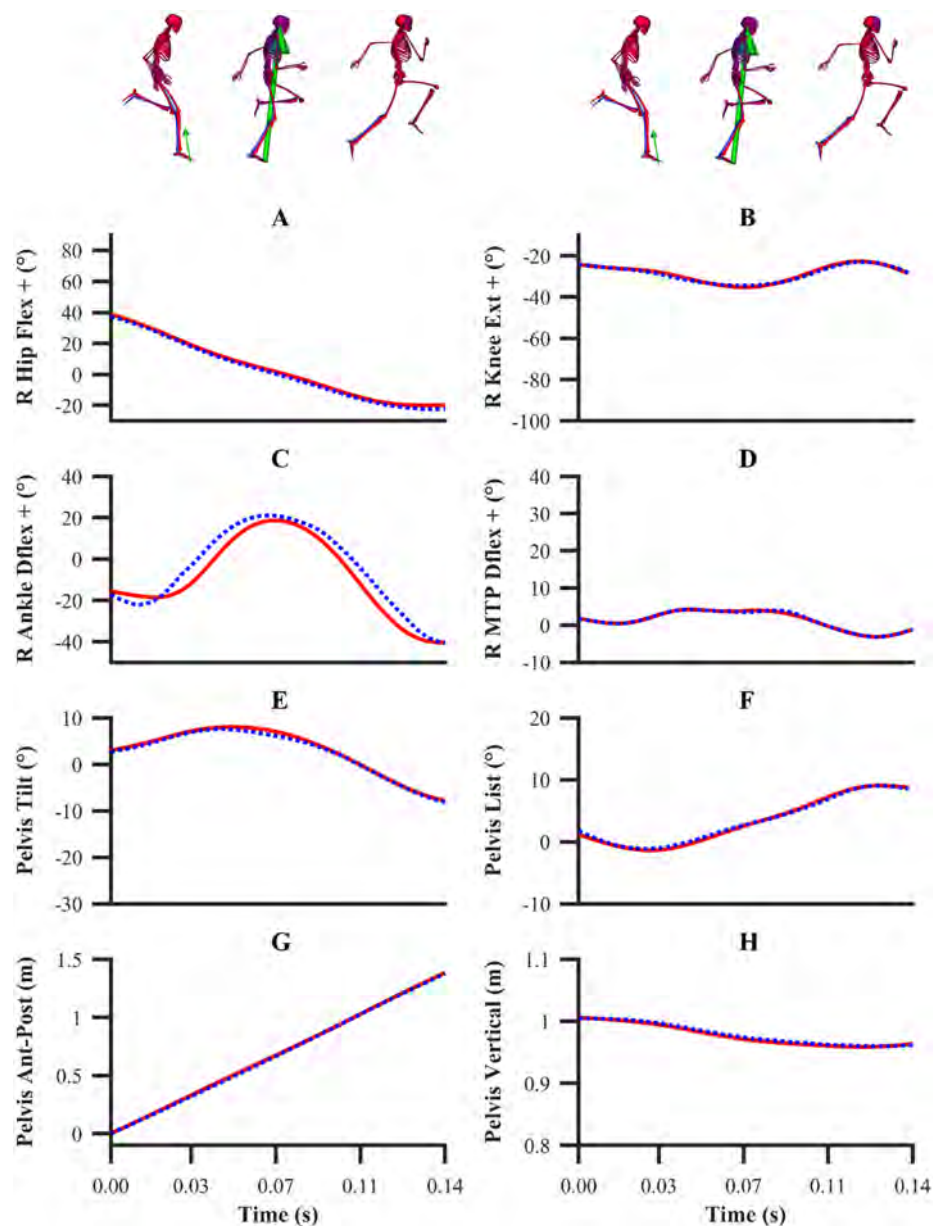 A
B
R Hip Flex + (°)
80
60
40
20
0
-20
R Knee Ext + (°)
-20
-40
-60
-80
-100
C
D
R Ankle Dflex + (°)
40
20
0
-20
-40
R MTP Dflex + (°)
40
30
20
10
0
-10
E
F
Pelvis Tilt (°)
10
0
-10
-20
-30
Pelvis List (°)
20
10
0
-10
G
H
Pelvis Ant-Post (m)
1.5
1
0.5
0
Pelvis Vertical (m)
1.1
1
0.9
0.8
0.00 0.03 0.07 0.11 0.14
0.00 0.03 0.07 0.11 0.14
Time (s)
Time (s)